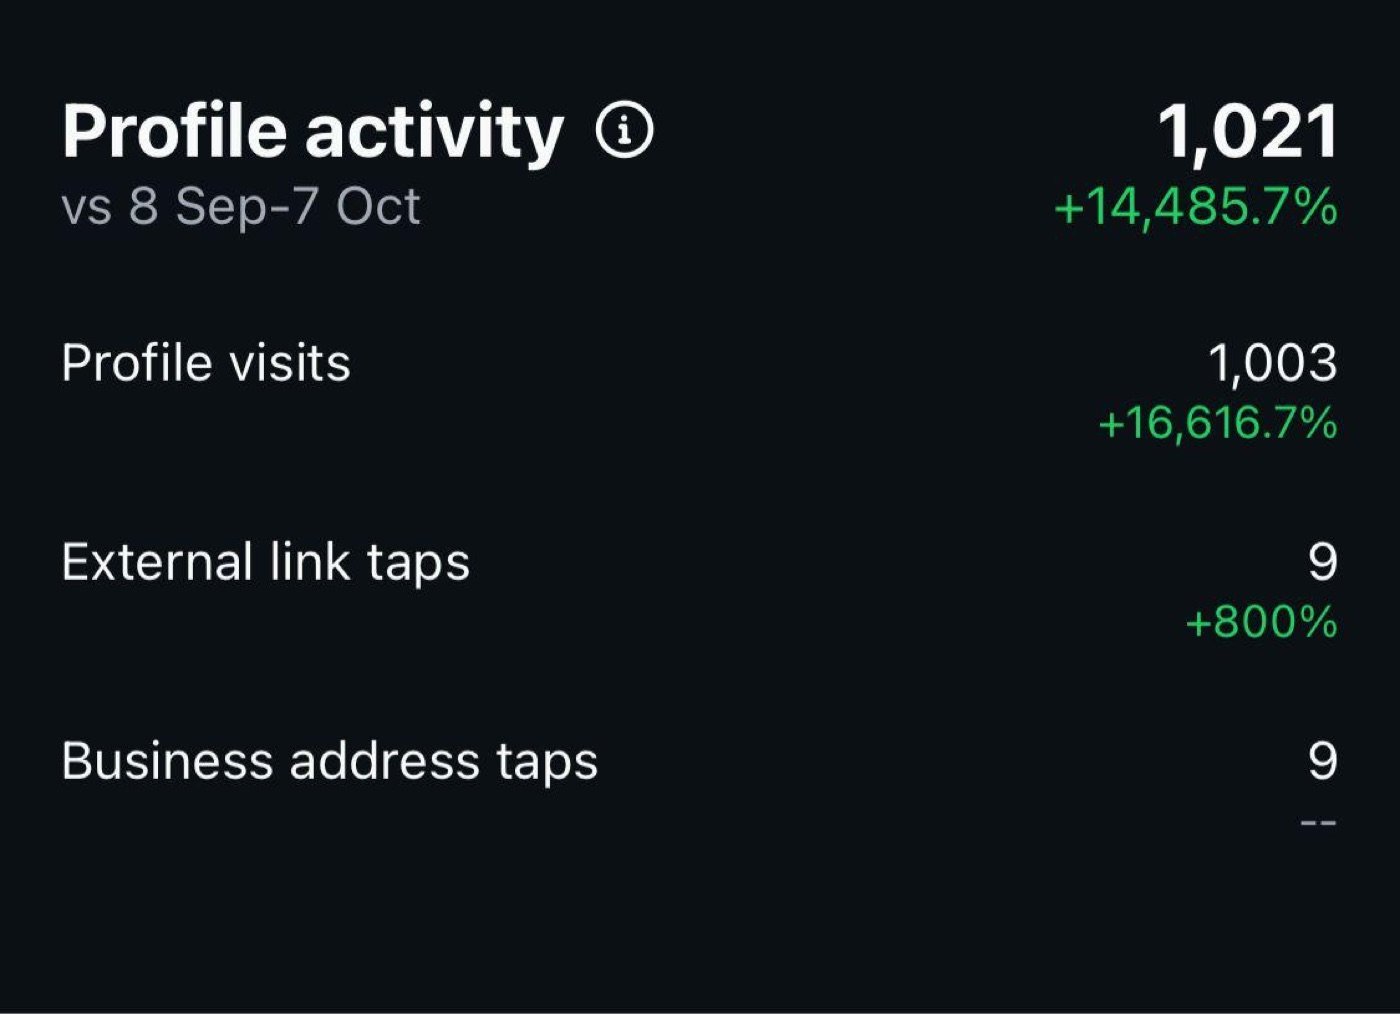 Profile activity
1,021
vs 8 Sep-7 Oct
+14,485.7%
Profile visits
1,003
+16,616.7%
External link taps
9
+800%
Business address taps
9
--